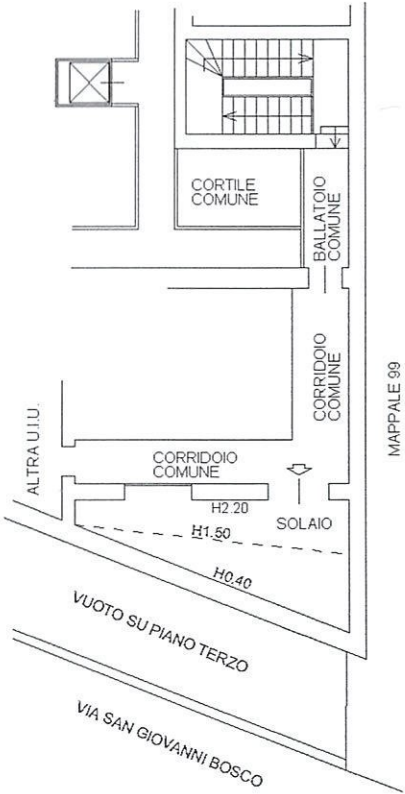 CORTILE
COMUNE
BALLATOIO
COMUNE
CORRIDOIO
COMUNE
MAPPALE 99
ALTRA U.I.U.
CORRIDOIO
COMUNE
H2.20
SOLAIO
H1.50
H0.40
VUOTO SU PIANO TERZO
VIA SAN GIOVANNI BOSCO